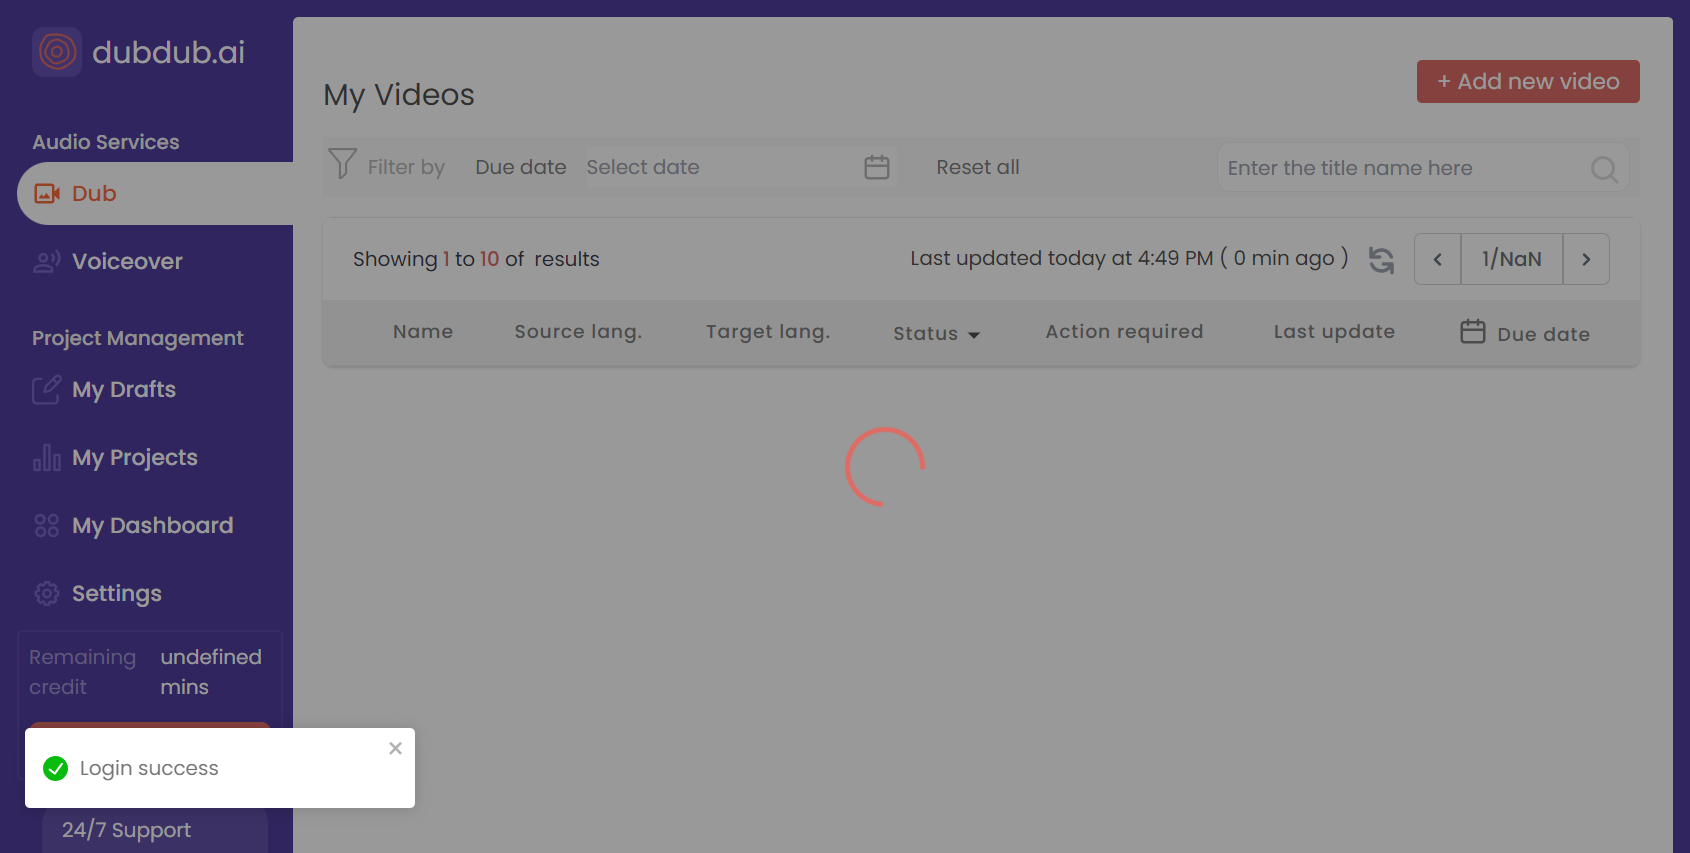 dubdub.ai
Audio Services
Dub
Voiceover
Project Management
My Drafts
My Projects
My Dashboard
Settings
Remaining credit
undefined mins
Login success
24/7 Support
My Videos
+ Add new video
Filter by
Due date
Select date
Reset all
Enter the title name here
Showing 1 to 10 of results
Last updated today at 4:49 PM ( 0 min ago )
< 1/NaN >
Name
Source lang.
Target lang.
Status
Action required
Last update
Due date